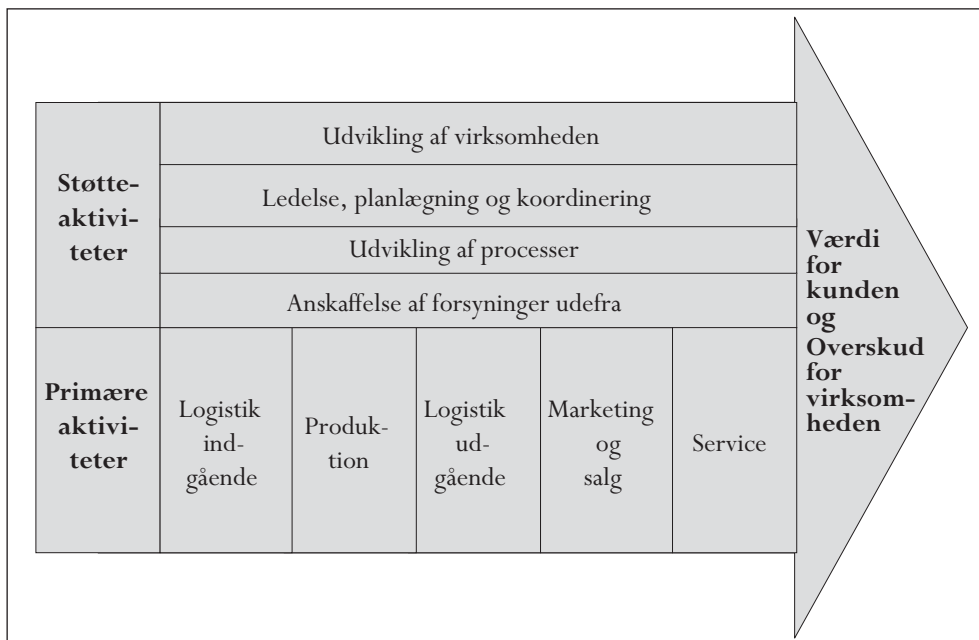 Støtte-
aktivi-
teter
Udvikling af virksomheden
Ledelse, planlægning og koordinering
Udvikling af processer
Anskaffelse af forsyninger udefra
Primære
aktivi-
teter
Logistik
ind-
gående
Produk-
tion
Logistik
ud-
gående
Marketing
og
salg
Service
Værdi
for
kunden
og
Overskud
for
virksom-
heden